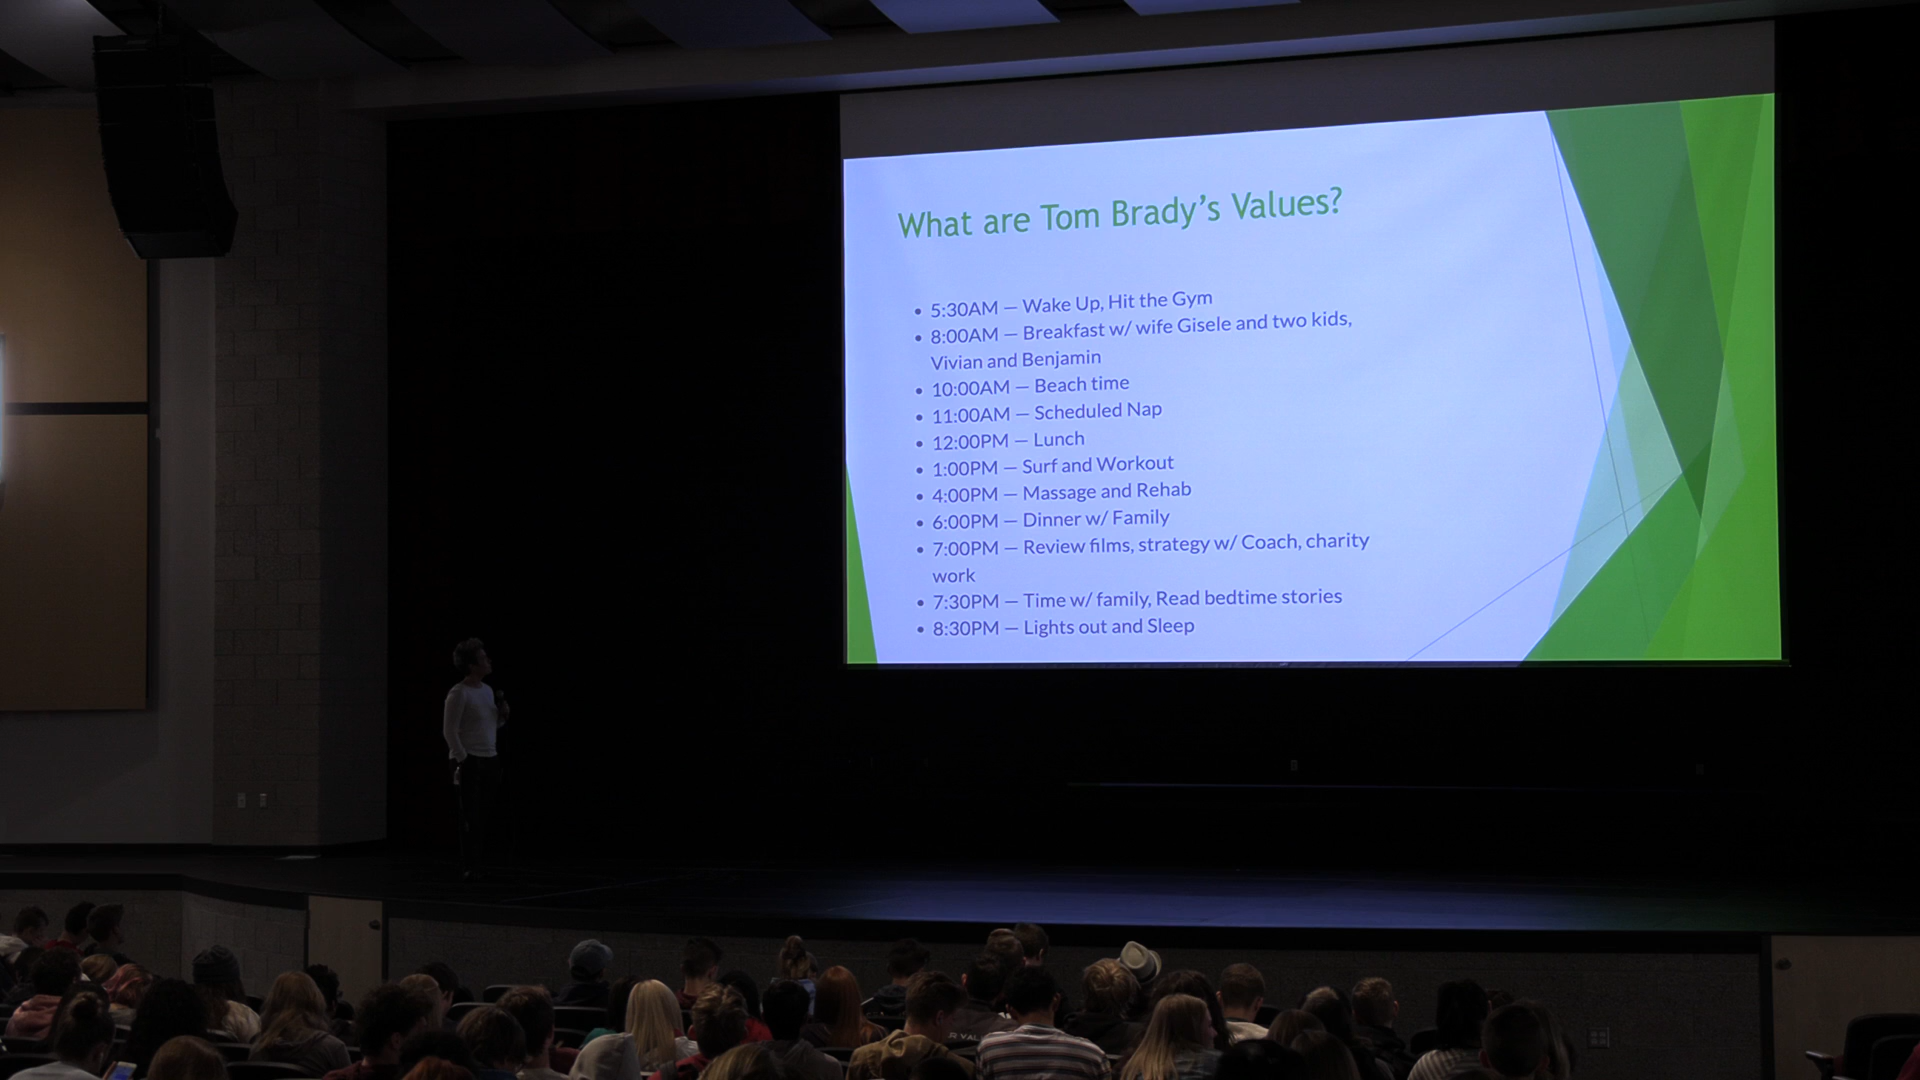 What are Tom Brady's Values?
• 5:30AM — Wake Up, Hit the Gym
• 8:00AM — Breakfast w/ wife Gisele and two kids,
Vivian and Benjamin
• 10:00AM — Beach time
• 11:00AM — Scheduled Nap
• 12:00PM — Lunch
• 1:00PM — Surf and Workout
• 4:00PM — Massage and Rehab
• 6:00PM — Dinner w/ Family
• 7:00PM — Review films, strategy w/ Coach, charity
work
• 7:30PM — Time w/ family, Read bedtime stories
• 8:30PM — Lights out and Sleep